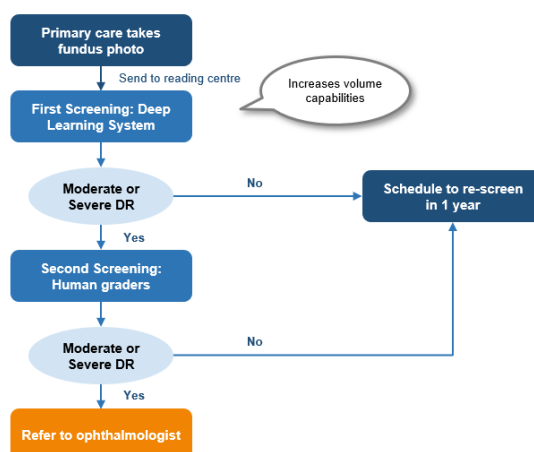 Primary care takes
fundus photo
Send to reading centre
Increases volume
capabilities
First Screening: Deep
Learning System
Moderate or
Severe DR
No
Schedule to re-screen
in 1 year
Yes
Second Screening:
Human graders
Moderate or
Severe DR
No
Yes
Refer to ophthalmologist